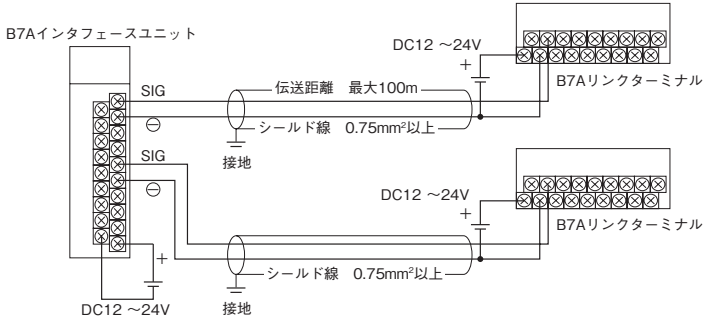 B7Aインタフェースユニット
DC12 ～24V
+
B7Aリンクターミナル
SIG
伝送距離　最大100m
⊖
シールド線　0.75mm²以上
接地
SIG
⊖
DC12 ～24V
+
B7Aリンクターミナル
+
シールド線　0.75mm²以上
DC12 ～24V
接地